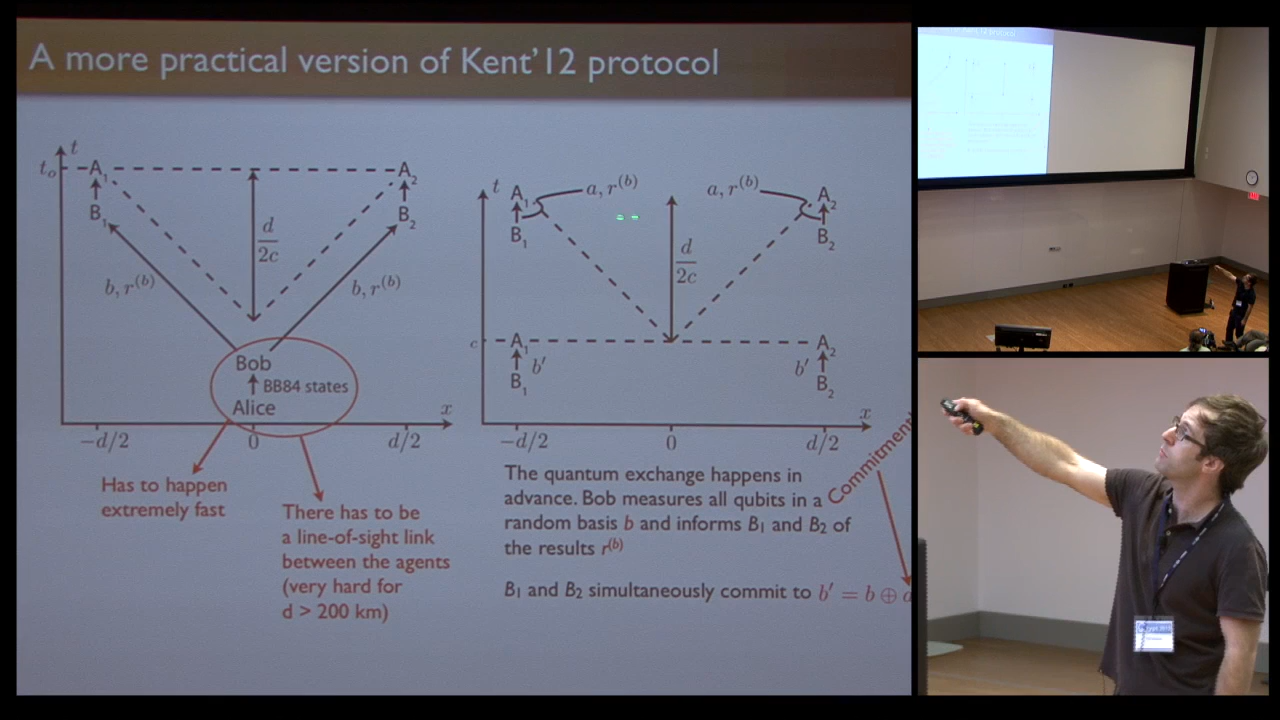 A more practical version of Kent'12 protocol
t
t₀
A₁
A₂
B₁
B₂
d/2c
b, r⁽ᵇ⁾
b, r⁽ᵇ⁾
Bob
BB84 states
Alice
x
−d/2
0
d/2
Has to happen
extremely fast
There has to be
a line-of-sight link
between the agents
(very hard for
d > 200 km)
t
A₁
a, r⁽ᵇ⁾
a, r⁽ᵇ⁾
A₂
B₁
B₂
d/2c
c
A₁
A₂
b′
b′
B₁
B₂
x
−d/2
0
d/2
Commitment
The quantum exchange happens in
advance. Bob measures all qubits in a
random basis b and informs B₁ and B₂ of
the results r⁽ᵇ⁾
B₁ and B₂ simultaneously commit to b′ = b ⊕ a